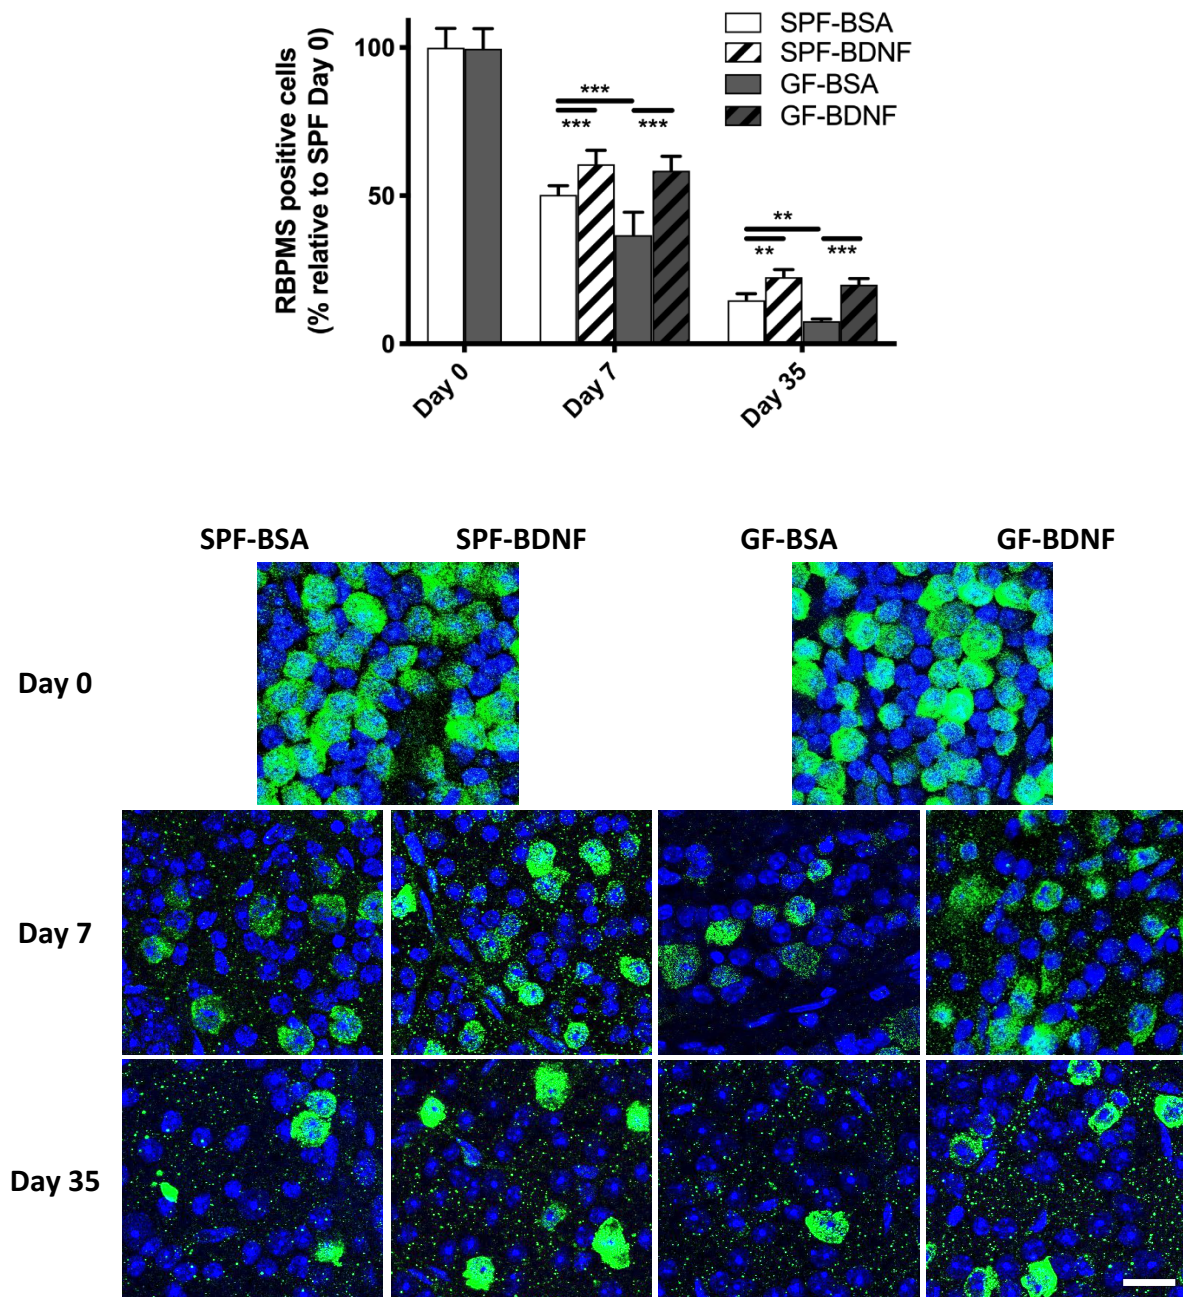 RBPMS positive cells
(% relative to SPF Day 0)
100
50
0
SPF-BSA
SPF-BDNF
GF-BSA
GF-BDNF
***
***
***
**
**
***
Day 0
Day 7
Day 35
SPF-BSA SPF-BDNF GF-BSA GF-BDNF
Day 0
Day 7
Day 35